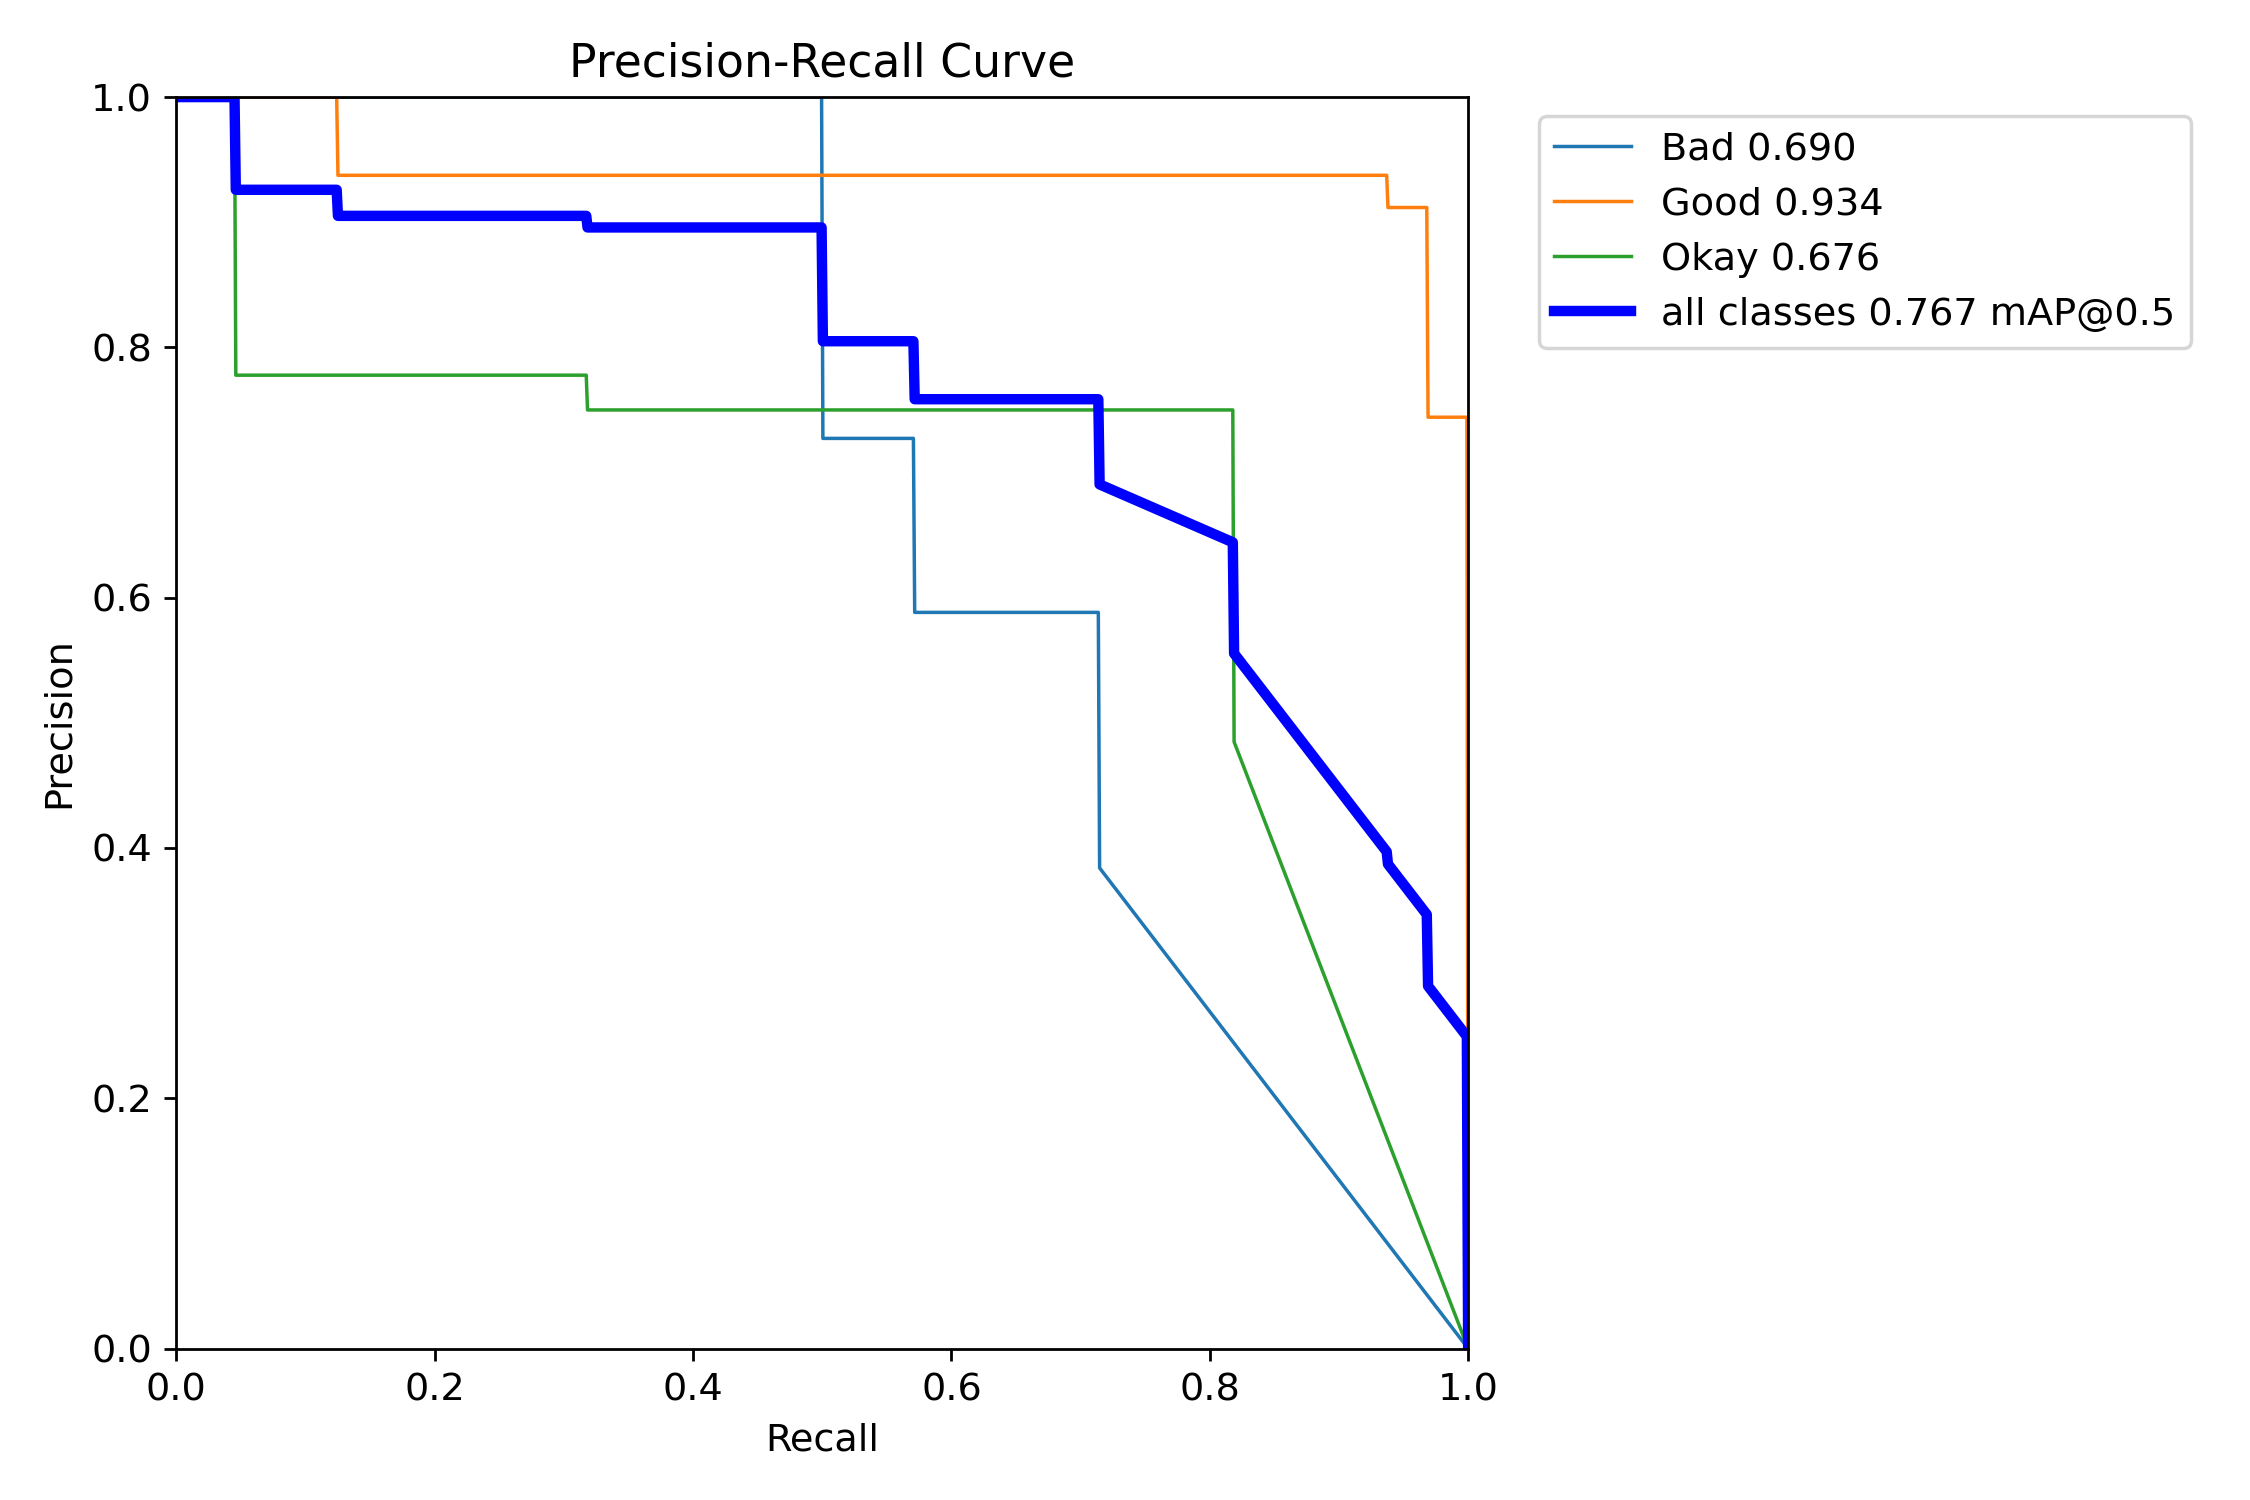 Precision-Recall Curve
1.0
0.8
0.6
0.4
0.2
0.0
Precision
0.0 0.2 0.4 0.6 0.8 1.0
Recall
Bad 0.690
Good 0.934
Okay 0.676
all classes 0.767 mAP@0.5